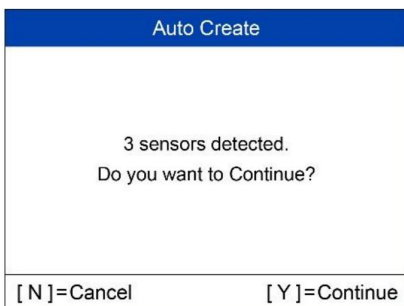 Auto Create
3 sensors detected.
Do you want to Continue?
[ N ]=Cancel [ Y ]=Continue